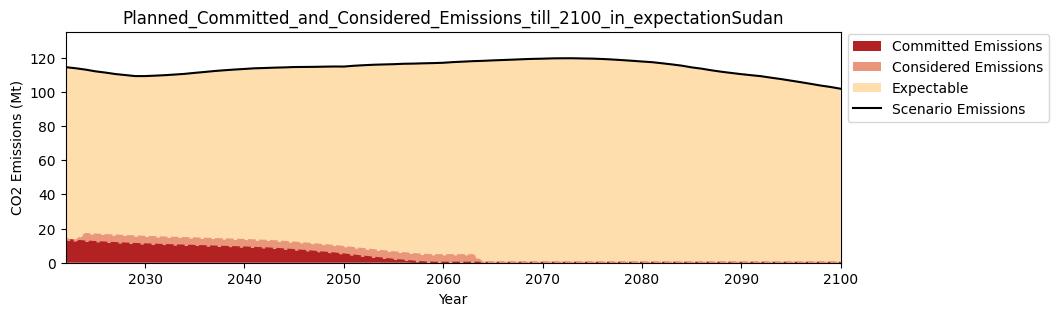 Planned_Committed_and_Considered_Emissions_till_2100_in_expectationSudan
CO2 Emissions (Mt)
120
100
80
60
40
20
0
2030 2040 2050 2060 2070 2080 2090 2100
Year
Committed Emissions
Considered Emissions
Expectable
Scenario Emissions